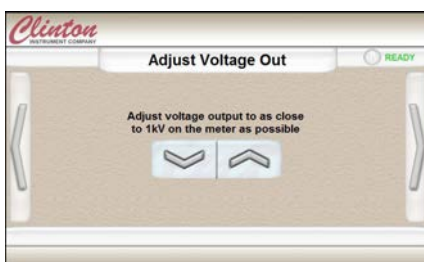 Clinton
INSTRUMENT COMPANY
Adjust Voltage Out
READY
Adjust voltage output to as close
to 1kV on the meter as possible